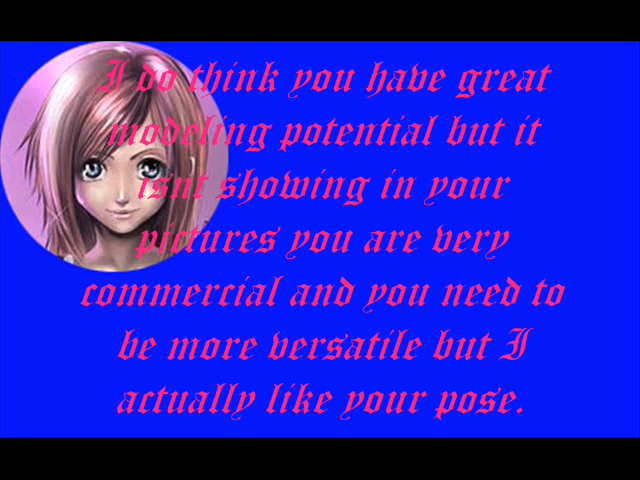 I do think you have great
modeling potential but it
isnt showing in your
pictures you are very
commercial and you need to
be more versatile but I
actually like your pose.